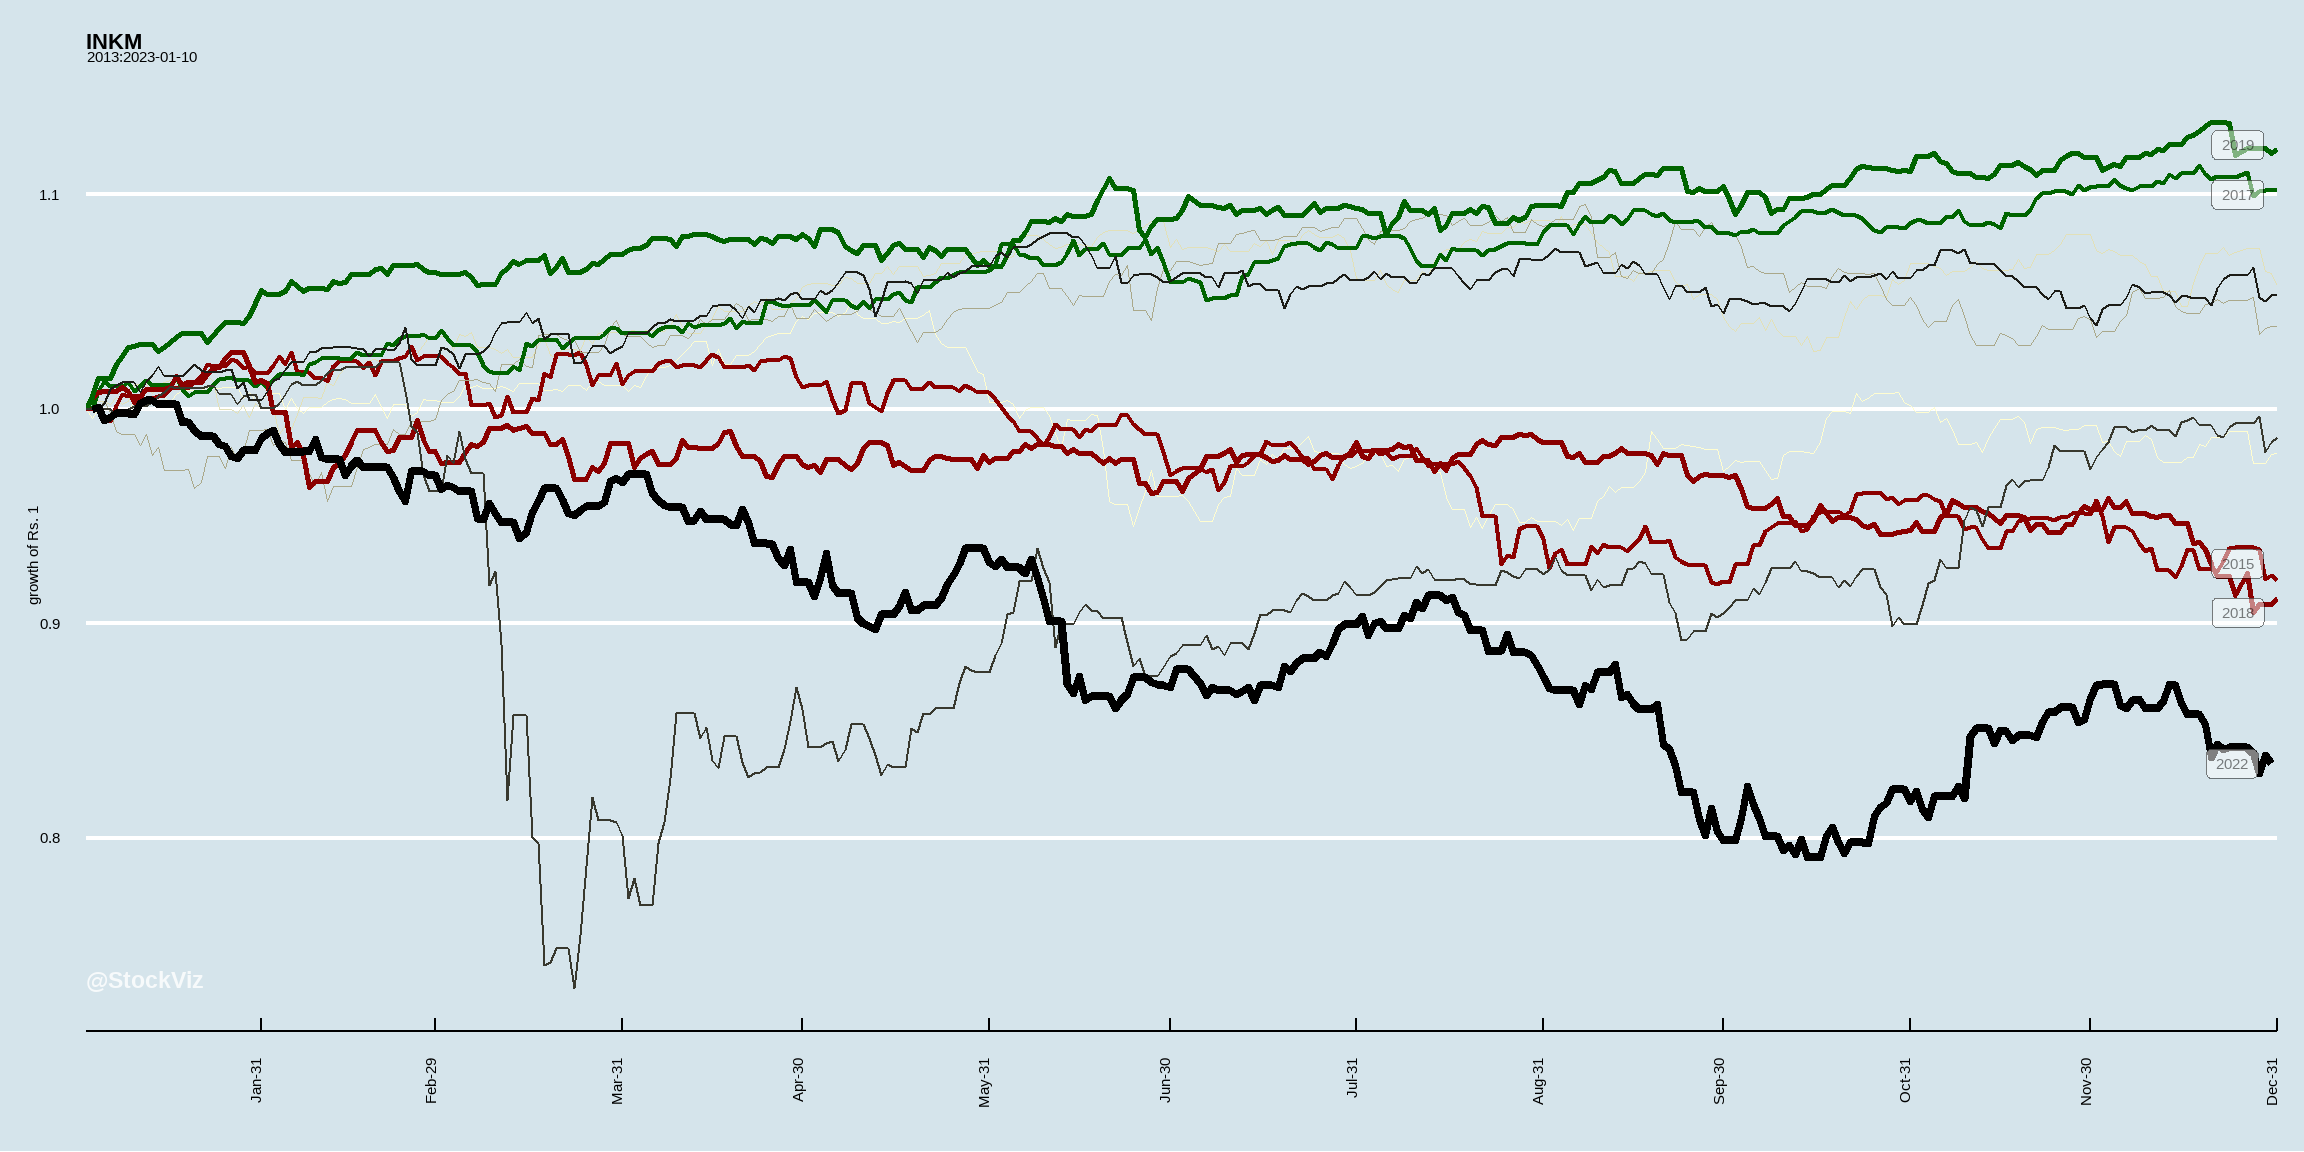 INKM
2013:2023-01-10
growth of Rs. 1
1.1
1.0
0.9
0.8
2019
2017
2015
2018
2022
@StockViz
Jan-31
Feb-29
Mar-31
Apr-30
May-31
Jun-30
Jul-31
Aug-31
Sep-30
Oct-31
Nov-30
Dec-31